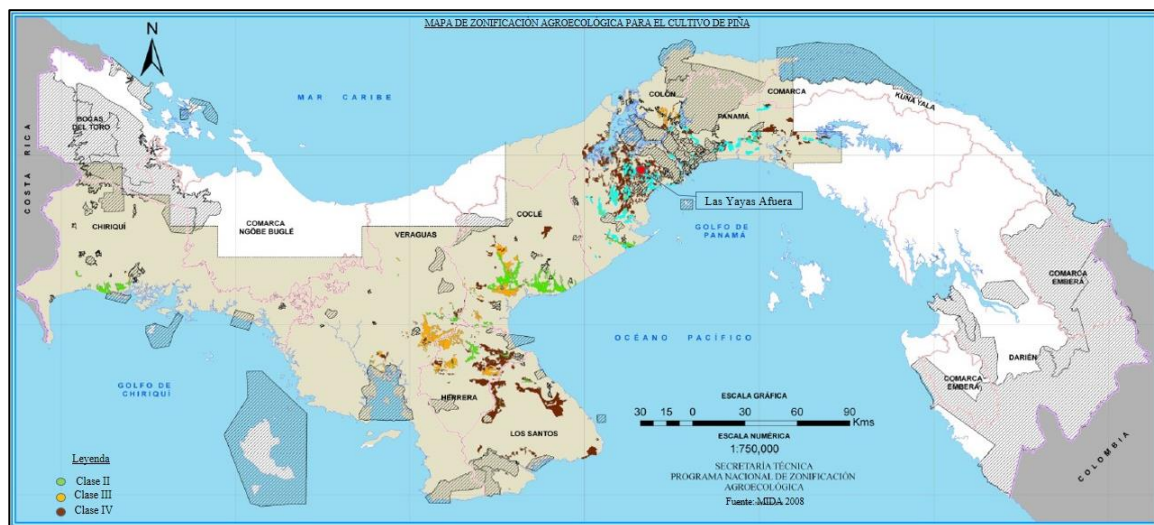 MAPA DE ZONIFICACIÓN AGROECOLÓGICA PARA EL CULTIVO DE PIÑA
N
MAR CARIBE
COSTA RICA
BOCAS
DEL TORO
COLÓN
COMARCA
KUNA YALA
PANAMÁ
Las Yayas Afuera
GOLFO DE
PANAMÁ
CHIRIQUÍ
COMARCA
NGÖBE BUGLÉ
VERAGUAS
COCLÉ
COMARCA
EMBERÁ
OCÉANO PACÍFICO
DARIÉN
COMARCA
EMBERÁ
GOLFO DE
CHIRIQUÍ
HERRERA
LOS SANTOS
COLOMBIA
ESCALA GRÁFICA
30 15 0 30 60 90
Kms
ESCALA NUMÉRICA
1:750,000
SECRETARÍA TÉCNICA
PROGRAMA NACIONAL DE ZONIFICACIÓN
AGROECOLÓGICA
Fuente: MIDA 2008
Leyenda
Clase II
Clase III
Clase IV